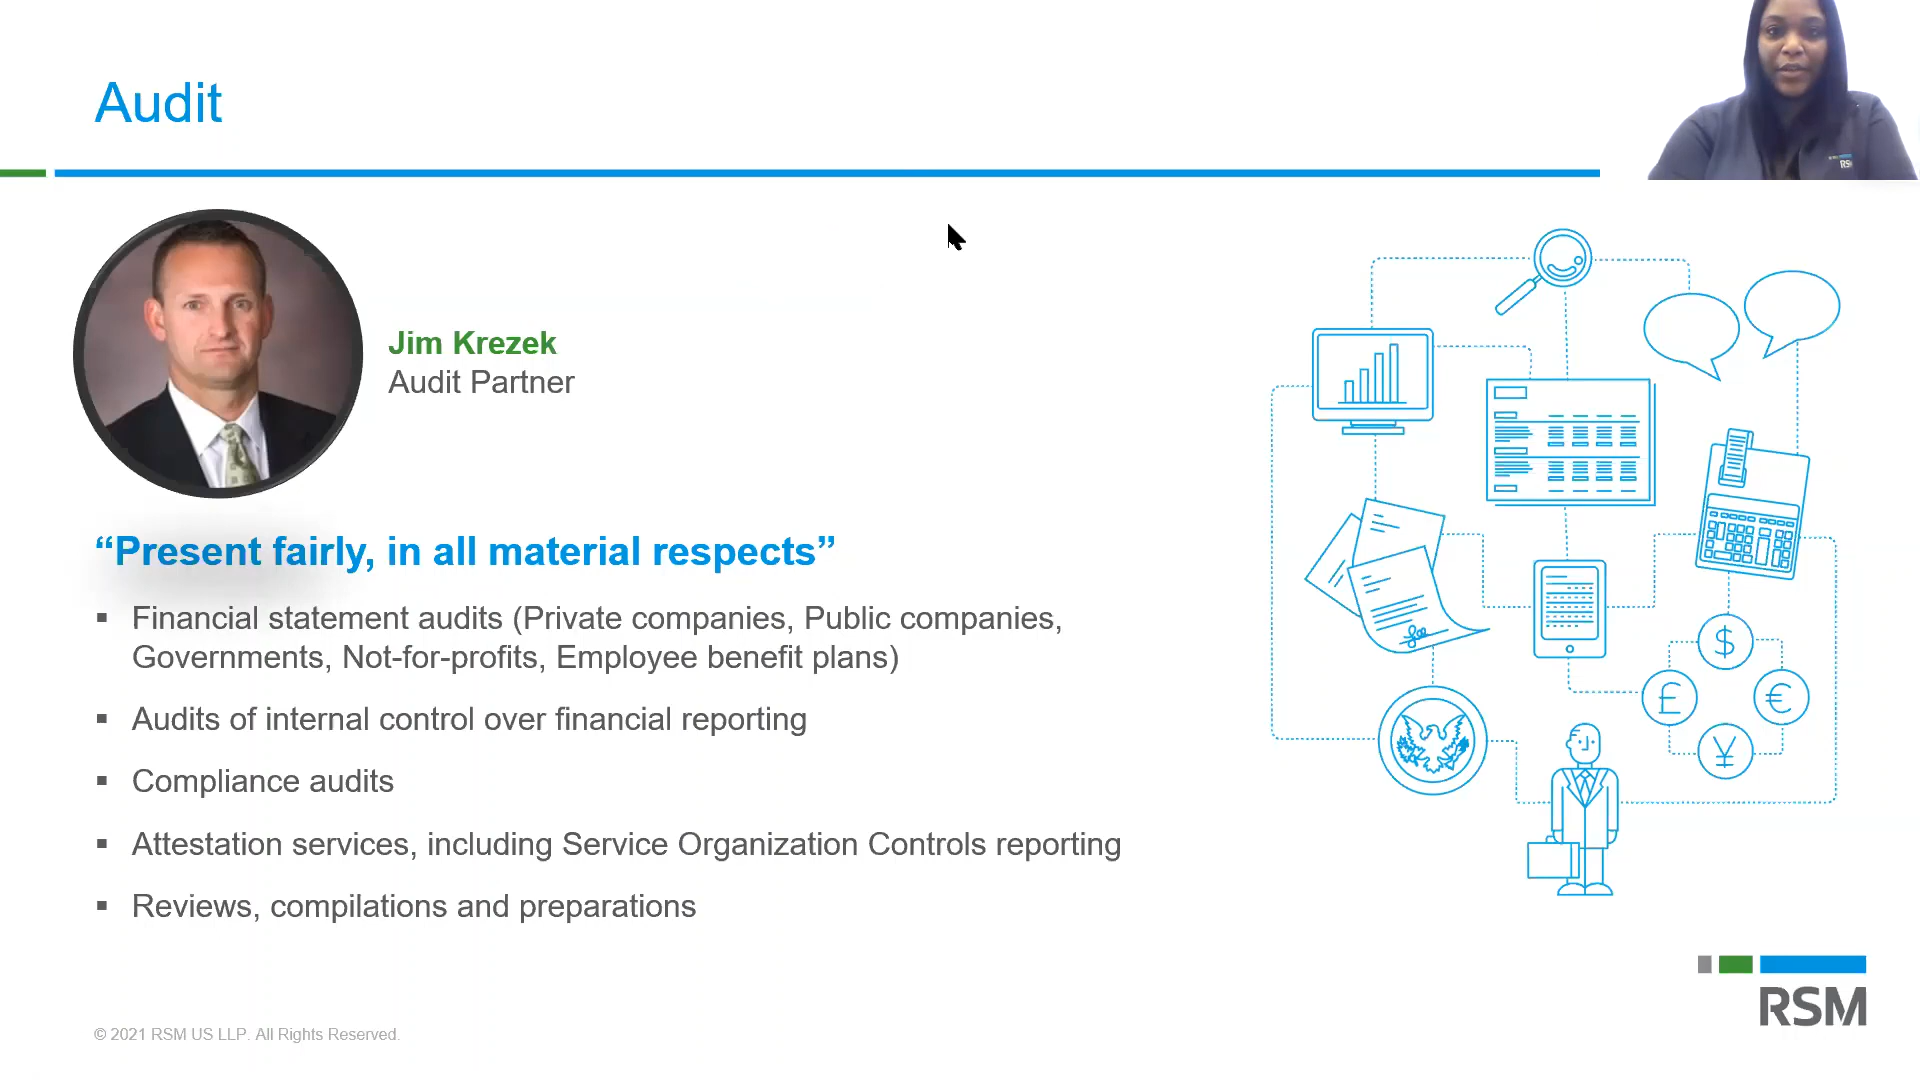 Audit
Jim Krezek
Audit Partner
“Present fairly, in all material respects”
▪ Financial statement audits (Private companies, Public companies,
Governments, Not-for-profits, Employee benefit plans)
▪ Audits of internal control over financial reporting
▪ Compliance audits
▪ Attestation services, including Service Organization Controls reporting
▪ Reviews, compilations and preparations
$
£
€
¥
RSM
© 2021 RSM US LLP. All Rights Reserved.